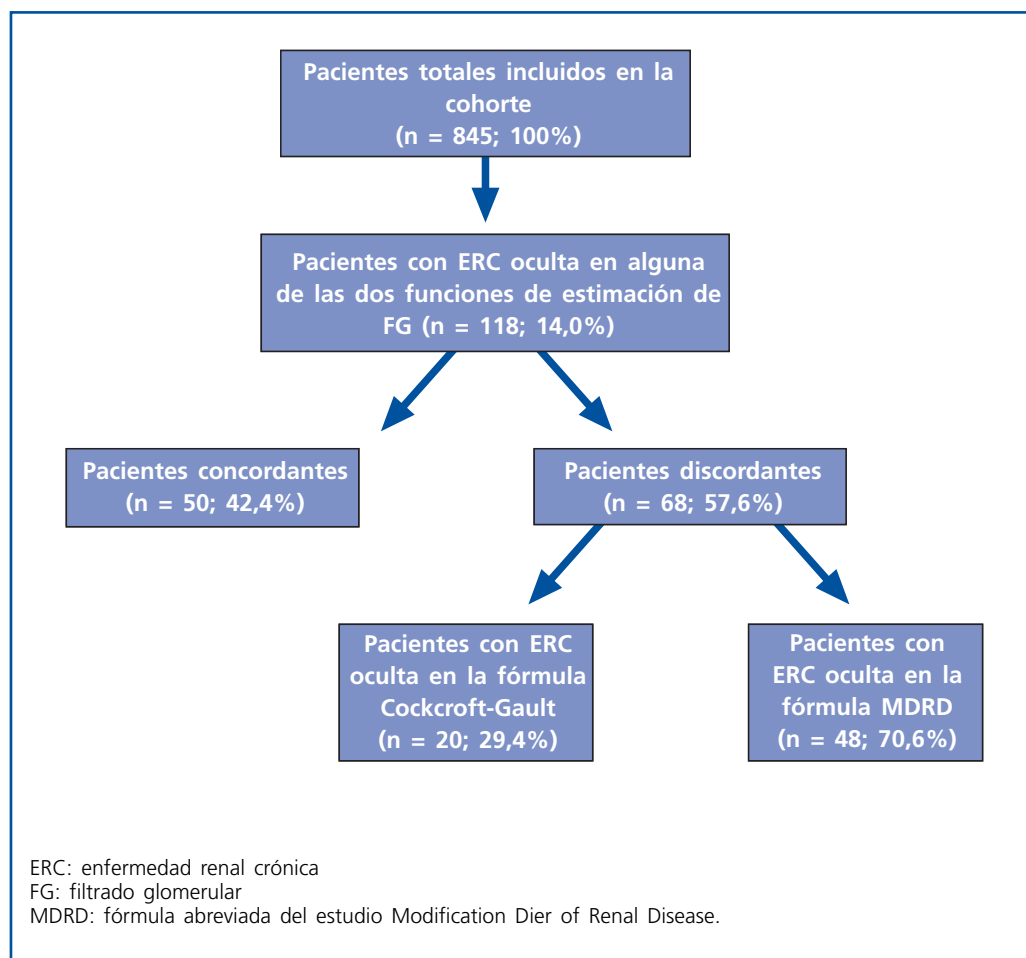 Pacientes totales incluidos en la
cohorte
(n = 845; 100%)
Pacientes con ERC oculta en alguna
de las dos funciones de estimación de
FG (n = 118; 14,0%)
Pacientes concordantes
(n = 50; 42,4%)
Pacientes discordantes
(n = 68; 57,6%)
Pacientes con ERC
oculta en la fórmula
Cockcroft-Gault
(n = 20; 29,4%)
Pacientes con
ERC oculta en la
fórmula MDRD
(n = 48; 70,6%)
ERC: enfermedad renal crónica
FG: filtrado glomerular
MDRD: fórmula abreviada del estudio Modification Dier of Renal Disease.